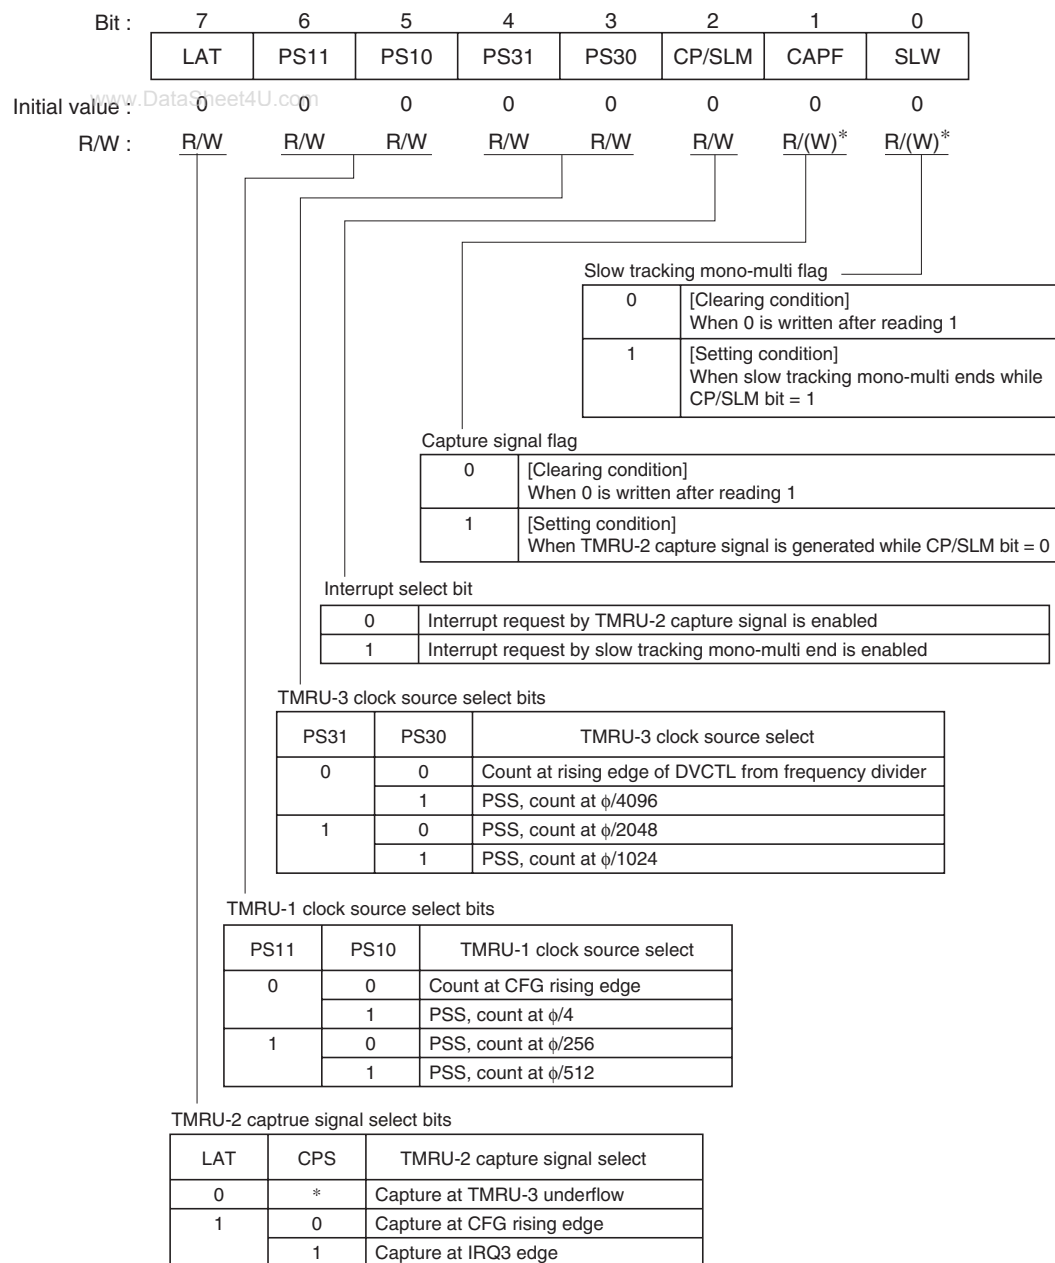 Bit : 7 6 5 4 3 2 1 0
LAT PS11 PS10 PS31 PS30 CP/SLM CAPF SLW
www.DataSheet4U.com
Initial value : 0 0 0 0 0 0 0 0
R/W : R/W R/W R/W R/W R/W R/W R/(W)* R/(W)*
Slow tracking mono-multi flag
0 [Clearing condition]
When 0 is written after reading 1
1 [Setting condition]
When slow tracking mono-multi ends while
CP/SLM bit = 1
Capture signal flag
0 [Clearing condition]
When 0 is written after reading 1
1 [Setting condition]
When TMRU-2 capture signal is generated while CP/SLM bit = 0
Interrupt select bit
0 Interrupt request by TMRU-2 capture signal is enabled
1 Interrupt request by slow tracking mono-multi end is enabled
TMRU-3 clock source select bits
PS31 PS30 TMRU-3 clock source select
0 0 Count at rising edge of DVCTL from frequency divider
1 PSS, count at ϕ/4096
1 0 PSS, count at ϕ/2048
1 PSS, count at ϕ/1024
TMRU-1 clock source select bits
PS11 PS10 TMRU-1 clock source select
0 0 Count at CFG rising edge
1 PSS, count at ϕ/4
1 0 PSS, count at ϕ/256
1 PSS, count at ϕ/512
TMRU-2 captrue signal select bits
LAT CPS TMRU-2 capture signal select
0 * Capture at TMRU-3 underflow
1 0 Capture at CFG rising edge
1 Capture at IRQ3 edge